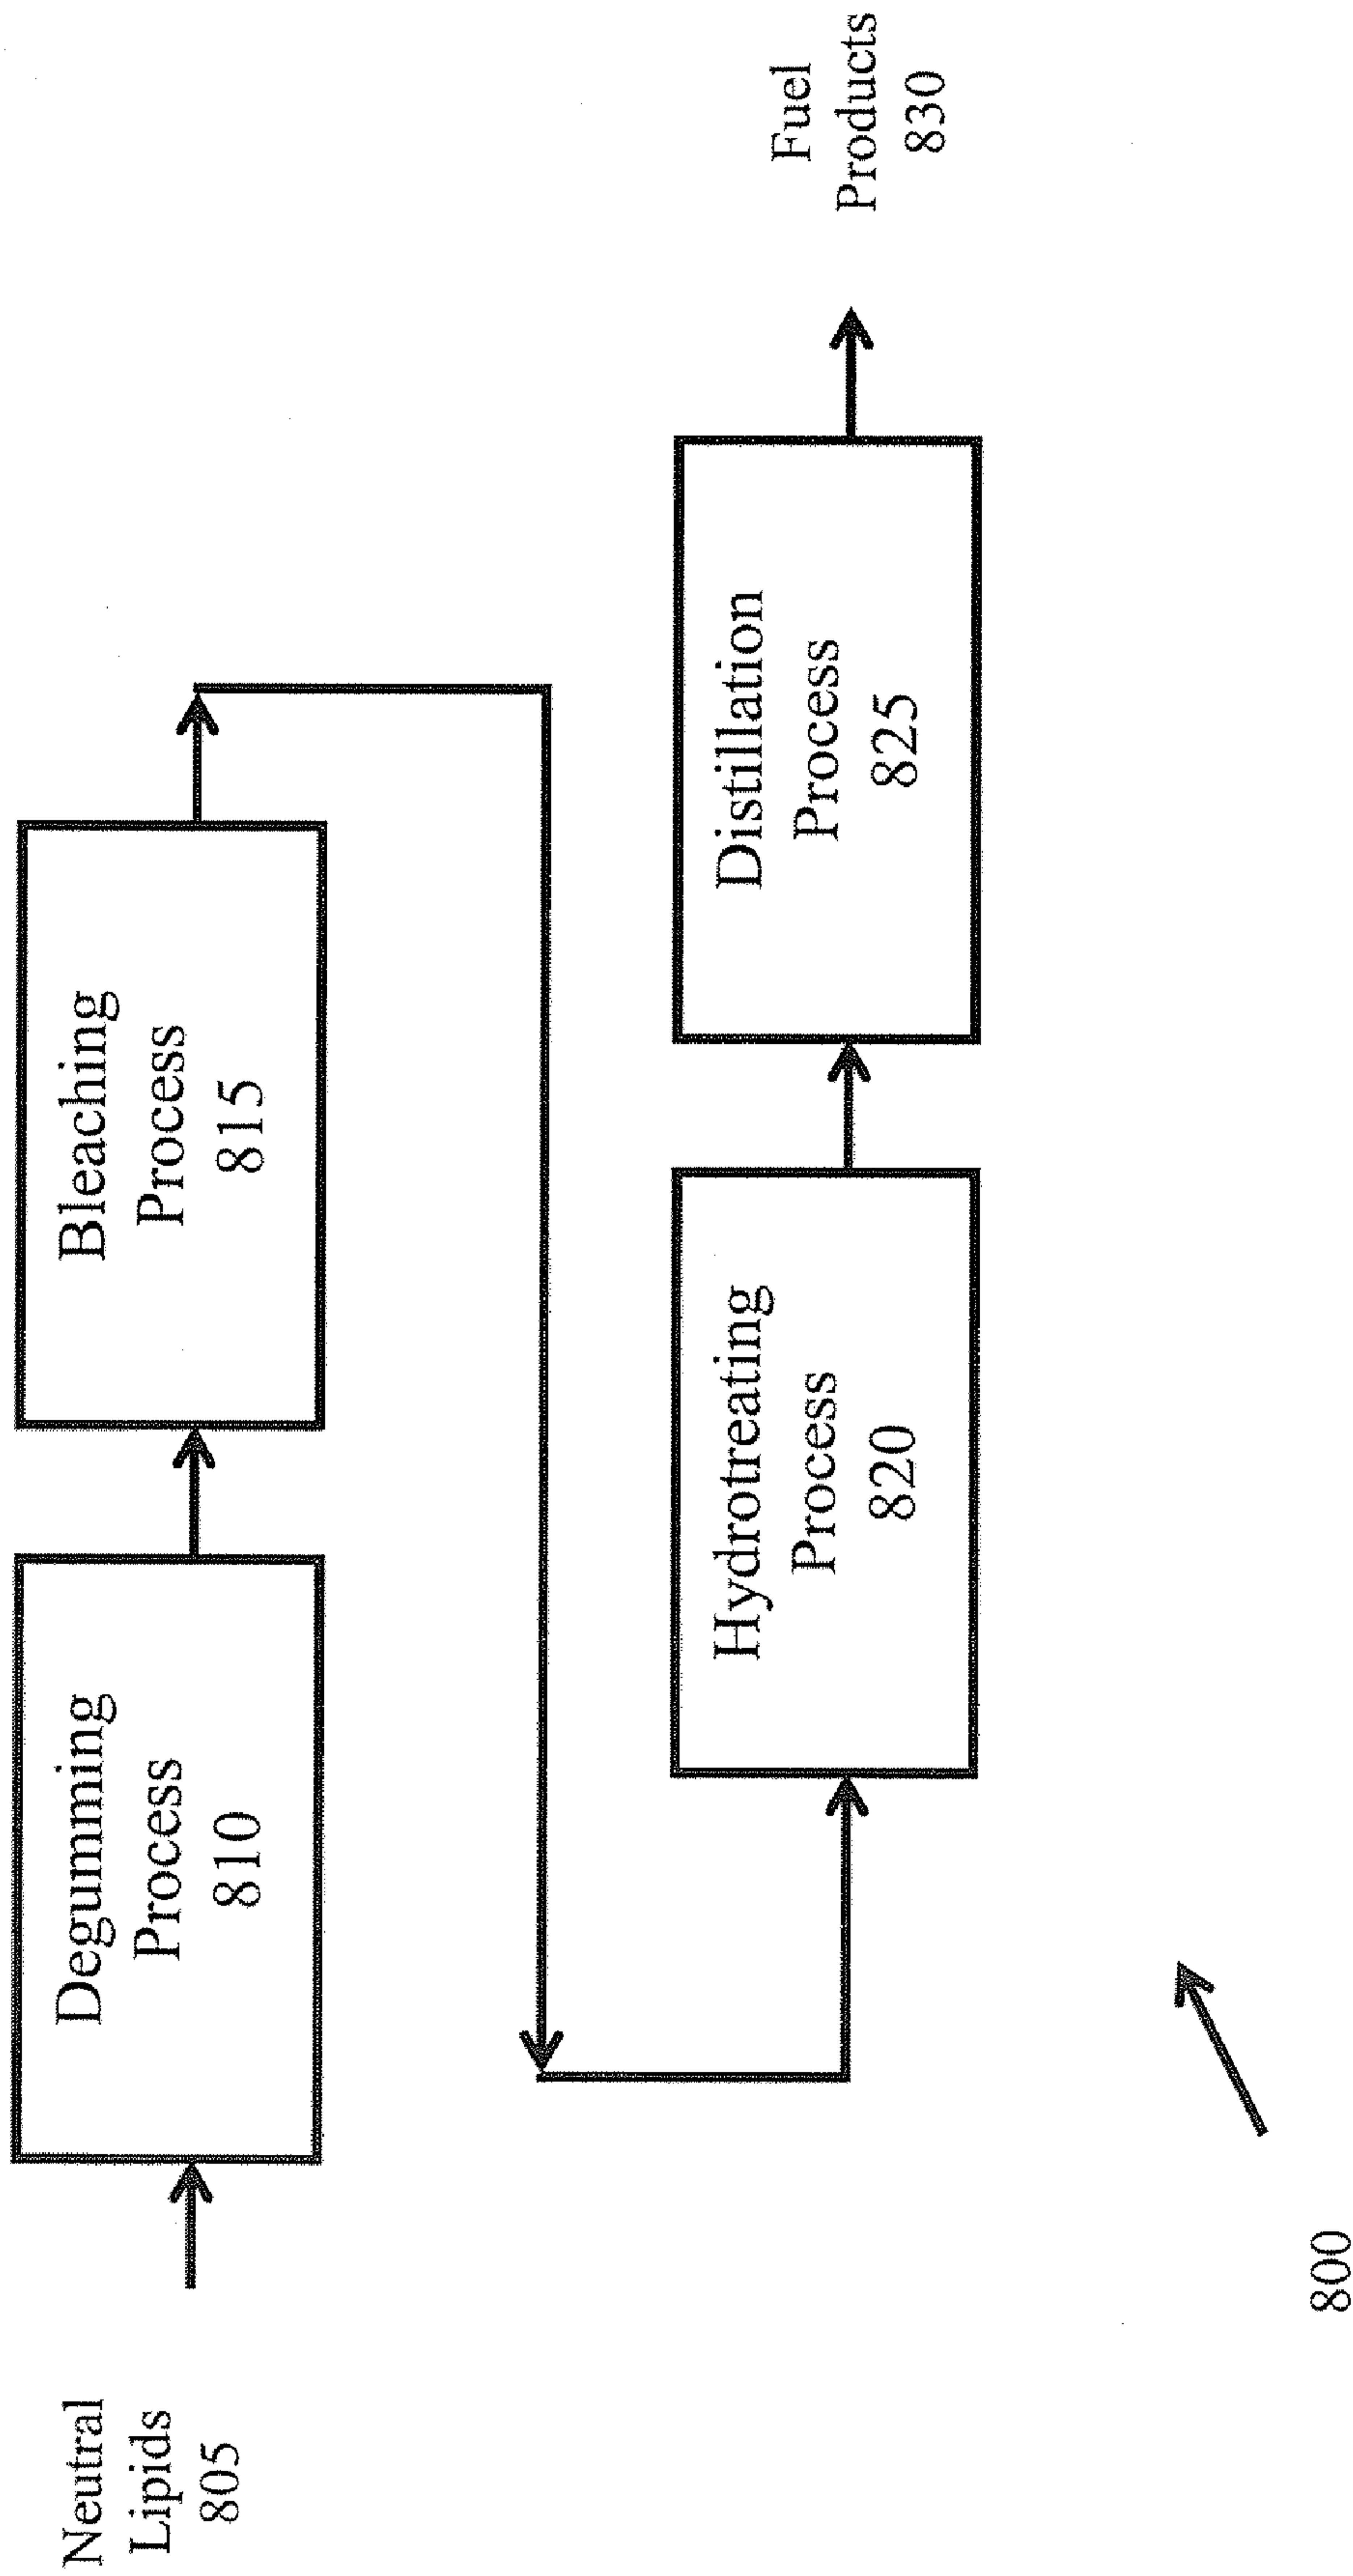 Neutral
Lipids
805
Degumming
Process
810
Bleaching
Process
815
Hydrotreating
Process
820
Distillation
Process
825
Fuel
Products
830
800